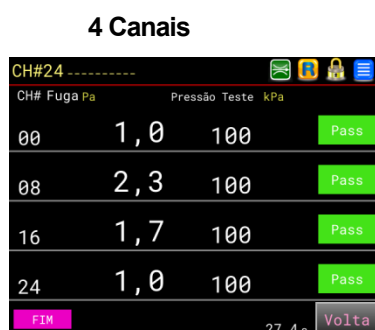 4 Canais
CH#24 ----------
R
CH# Fuga Pa Pressão Teste kPa
00 1,0 100 Pass
08 2,3 100 Pass
16 1,7 100 Pass
24 1,0 100 Pass
FIM Volta